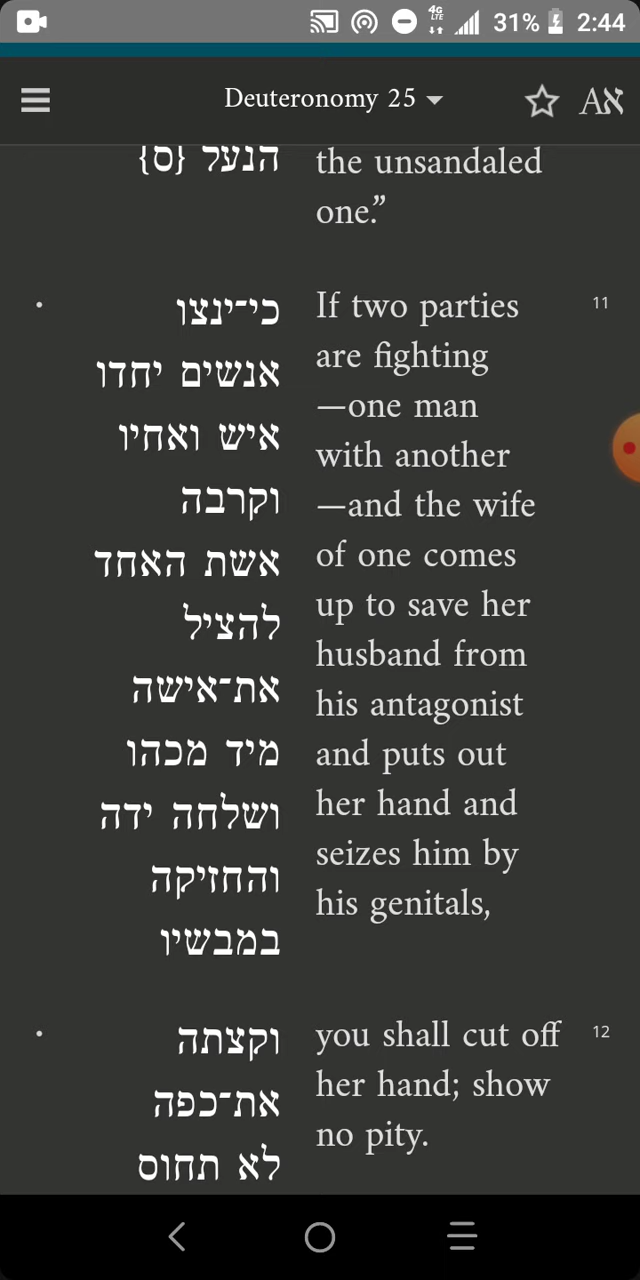 4G
LTE
31%
2:44
Deuteronomy 25
Aא
הנעל {ס}
the unsandaled
one.”
כי־ינצו
אנשים יחדו
איש ואחיו
וקרבה
אשת האחד
להציל
את־אישה
מיד מכהו
ושלחה ידה
והחזיקה
במבשיו
If two parties
are fighting
—one man
with another
—and the wife
of one comes
up to save her
husband from
his antagonist
and puts out
her hand and
seizes him by
his genitals,
11
וקצתה
את־כפה
לא תחוס
you shall cut off
her hand; show
no pity.
12